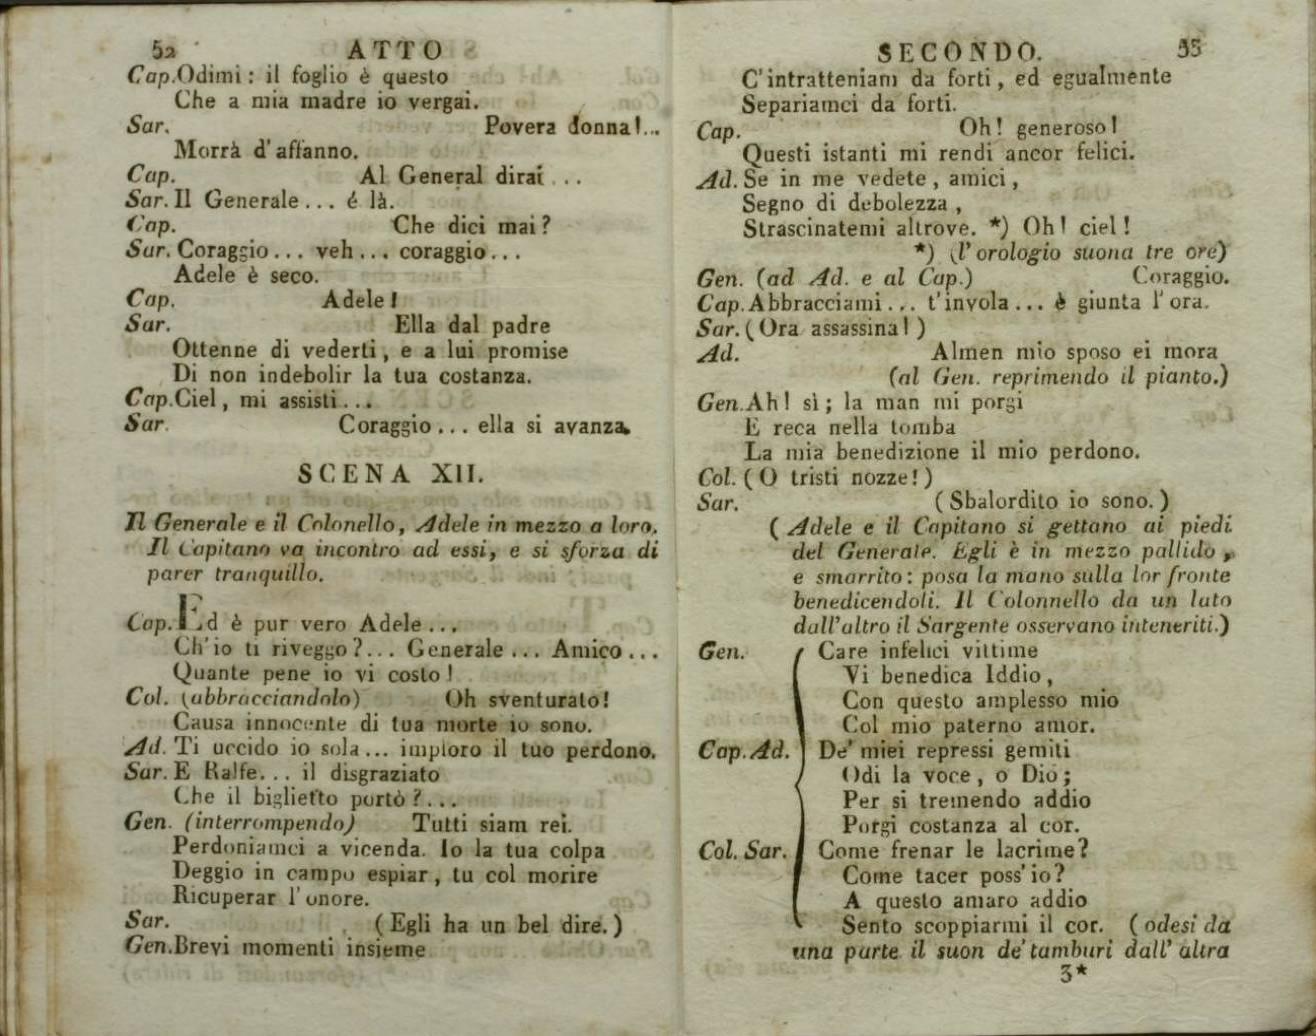 52 ATTO
Cap. Odimi : il foglio è questo
Che a mia madre io vergai.
Sar. Povera donna!...
Morrà d'affanno.
Cap. Al General dirai ...
Sar. Il Generale... é là.
Cap. Che dici mai?
Sar. Coraggio... veh... coraggio...
Adele è seco.
Cap. Adele!
Sar. Ella dal padre
Ottenne di vederti, e a lui promise
Di non indebolir la tua costanza.
Cap. Ciel, mi assisti...
Sar. Coraggio... ella si avanza.
SCENA XII.
Il Generale e il Colonello, Adele in mezzo a loro.
Il Capitano va incontro ad essi, e si sforza di
parer tranquillo.
Cap. Ed è pur vero Adele...
Ch'io ti riveggo?... Generale... Amico...
Quante pene io vi costo!
Col. (abbracciandolo) Oh sventurato!
Causa innocente di tua morte io sono.
Ad. Ti uccido io sola... imploro il tuo perdono.
Sar. E Ralfe... il disgraziato
Che il biglietto portò?...
Gen. (interrompendo) Tutti siam rei.
Perdoniamci a vicenda. Io la tua colpa
Deggio in campo espiar, tu col morire
Ricuperar l'onore.
Sar. (Egli ha un bel dire.)
Gen. Brevi momenti insieme
SECONDO. 53
C'intratteniam da forti, ed egualmente
Separiamci da forti.
Cap. Oh! generoso!
Questi istanti mi rendi ancor felici.
Ad. Se in me vedete, amici,
Segno di debolezza,
Strascinatemi altrove. *) Oh! ciel!
*) (l'orologio suona tre ore)
Gen. (ad Ad. e al Cap.) Coraggio.
Cap. Abbracciami... t'invola... è giunta l'ora.
Sar. (Ora assassina!)
Ad. Almen mio sposo ei mora
(al Gen. reprimendo il pianto.)
Gen. Ah! sì; la man mi porgi
E reca nella tomba
La mia benedizione il mio perdono.
Col. (O tristi nozze!)
Sar. (Sbalordito io sono.)
(Adele e il Capitano si gettano ai piedi
del Generale. Egli è in mezzo pallido,
e smarrito: posa la mano sulla lor fronte
benedicendoli. Il Colonnello da un lato
dall'altro il Sargente osservano inteneriti.)
Gen. Care infelici vittime
Vi benedica Iddio,
Con questo amplesso mio
Col mio paterno amor.
Cap. Ad. De' miei repressi gemiti
Odi la voce, o Dio;
Per si tremendo addio
Porgi costanza al cor.
Col. Sar. Come frenar le lacrime?
Come tacer poss'io?
A questo amaro addio
Sento scoppiarmi il cor. (odesi da
una parte il suon de' tamburi dall'altra
3*